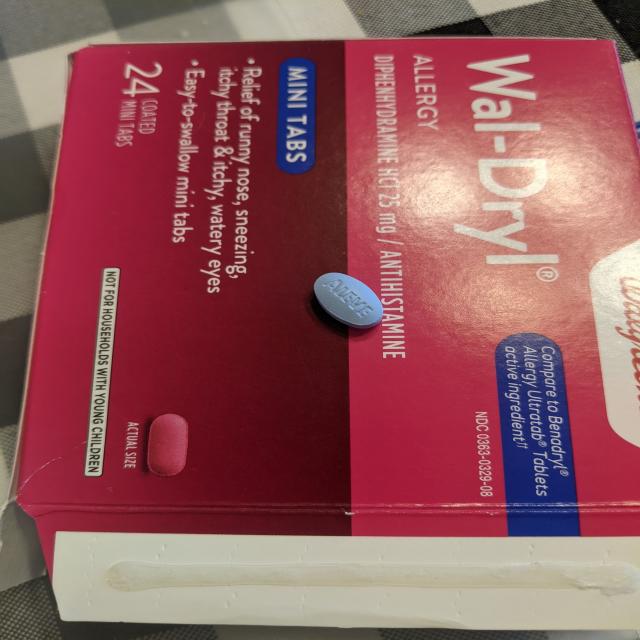 Walgreens
Wal-Dryl®
ALLERGY
DIPHENHYDRAMINE HCl 25 mg / ANTIHISTAMINE
Compare to Benadryl®
Allergy Ultratab® Tablets
active ingredient††
NDC 0363-0329-08
ALEVE
MINI TABS
• Relief of runny nose, sneezing,
itchy throat & itchy, watery eyes
• Easy-to-swallow mini tabs
24 COATED
MINI TABS
NOT FOR HOUSEHOLDS WITH YOUNG CHILDREN
ACTUAL SIZE